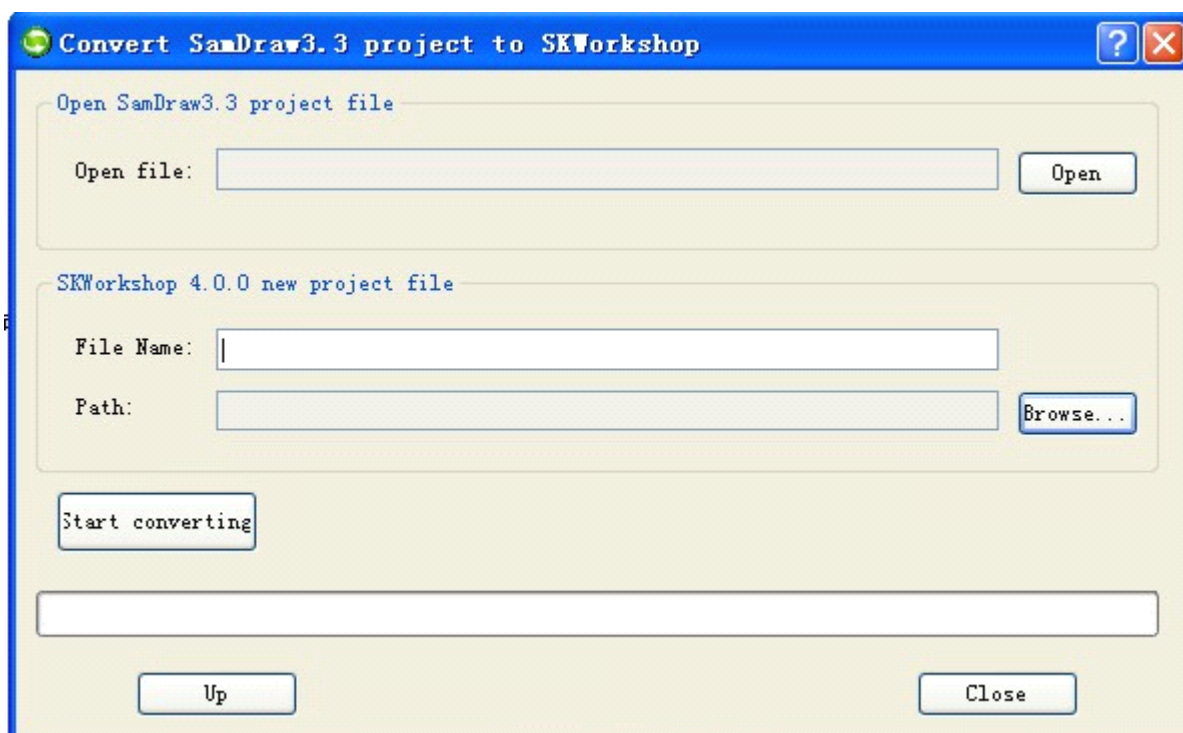 Convert SamDraw3.3 project to SKWorkshop
Open SamDraw3.3 project file
Open file:
Open
SKWorkshop 4.0.0 new project file
File Name:
Path:
Browse...
Start converting
Up
Close